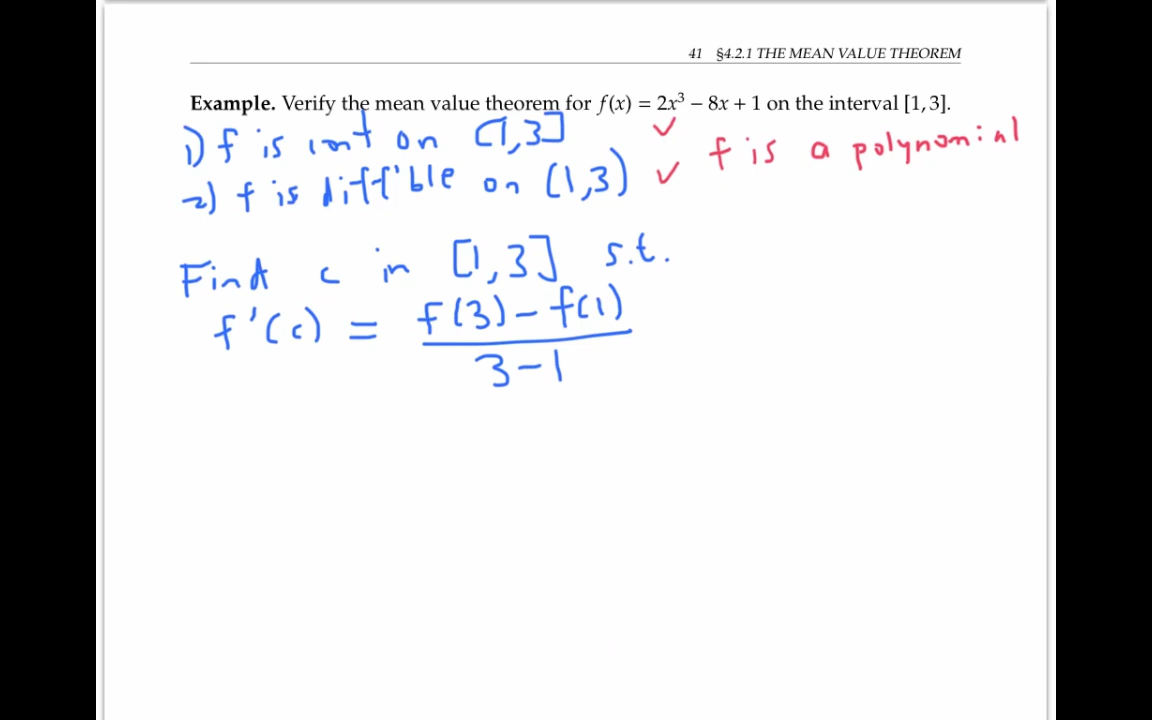 41 §4.2.1 THE MEAN VALUE THEOREM
Example. Verify the mean value theorem for f(x) = 2x³ − 8x + 1 on the interval [1, 3].
1) f is cont on [1,3] ✓ f is a polynomial
2) f is diff'ble on (1,3) ✓
Find c in [1,3] s.t.
f'(c) = f(3) − f(1)
3 − 1